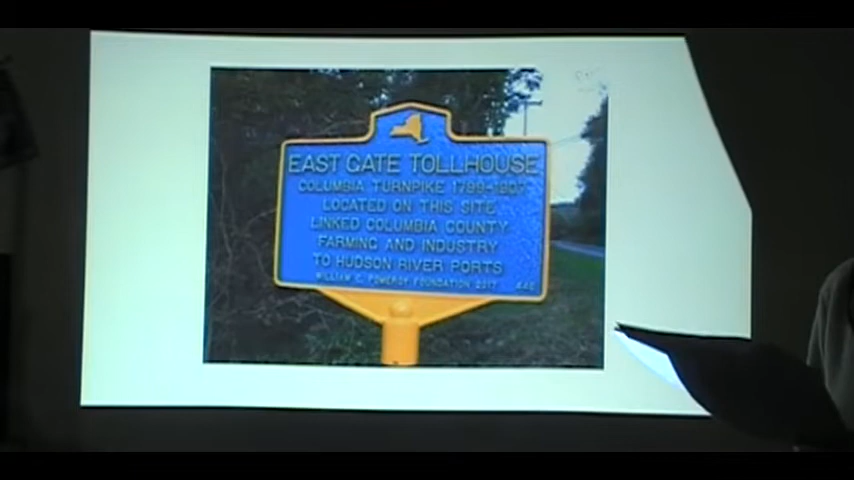 EAST GATE TOLLHOUSE
COLUMBIA TURNPIKE 1799-1907
LOCATED ON THIS SITE
LINKED COLUMBIA COUNTY
FARMING AND INDUSTRY
TO HUDSON RIVER PORTS
WILLIAM G. POMEROY FOUNDATION 2017 440